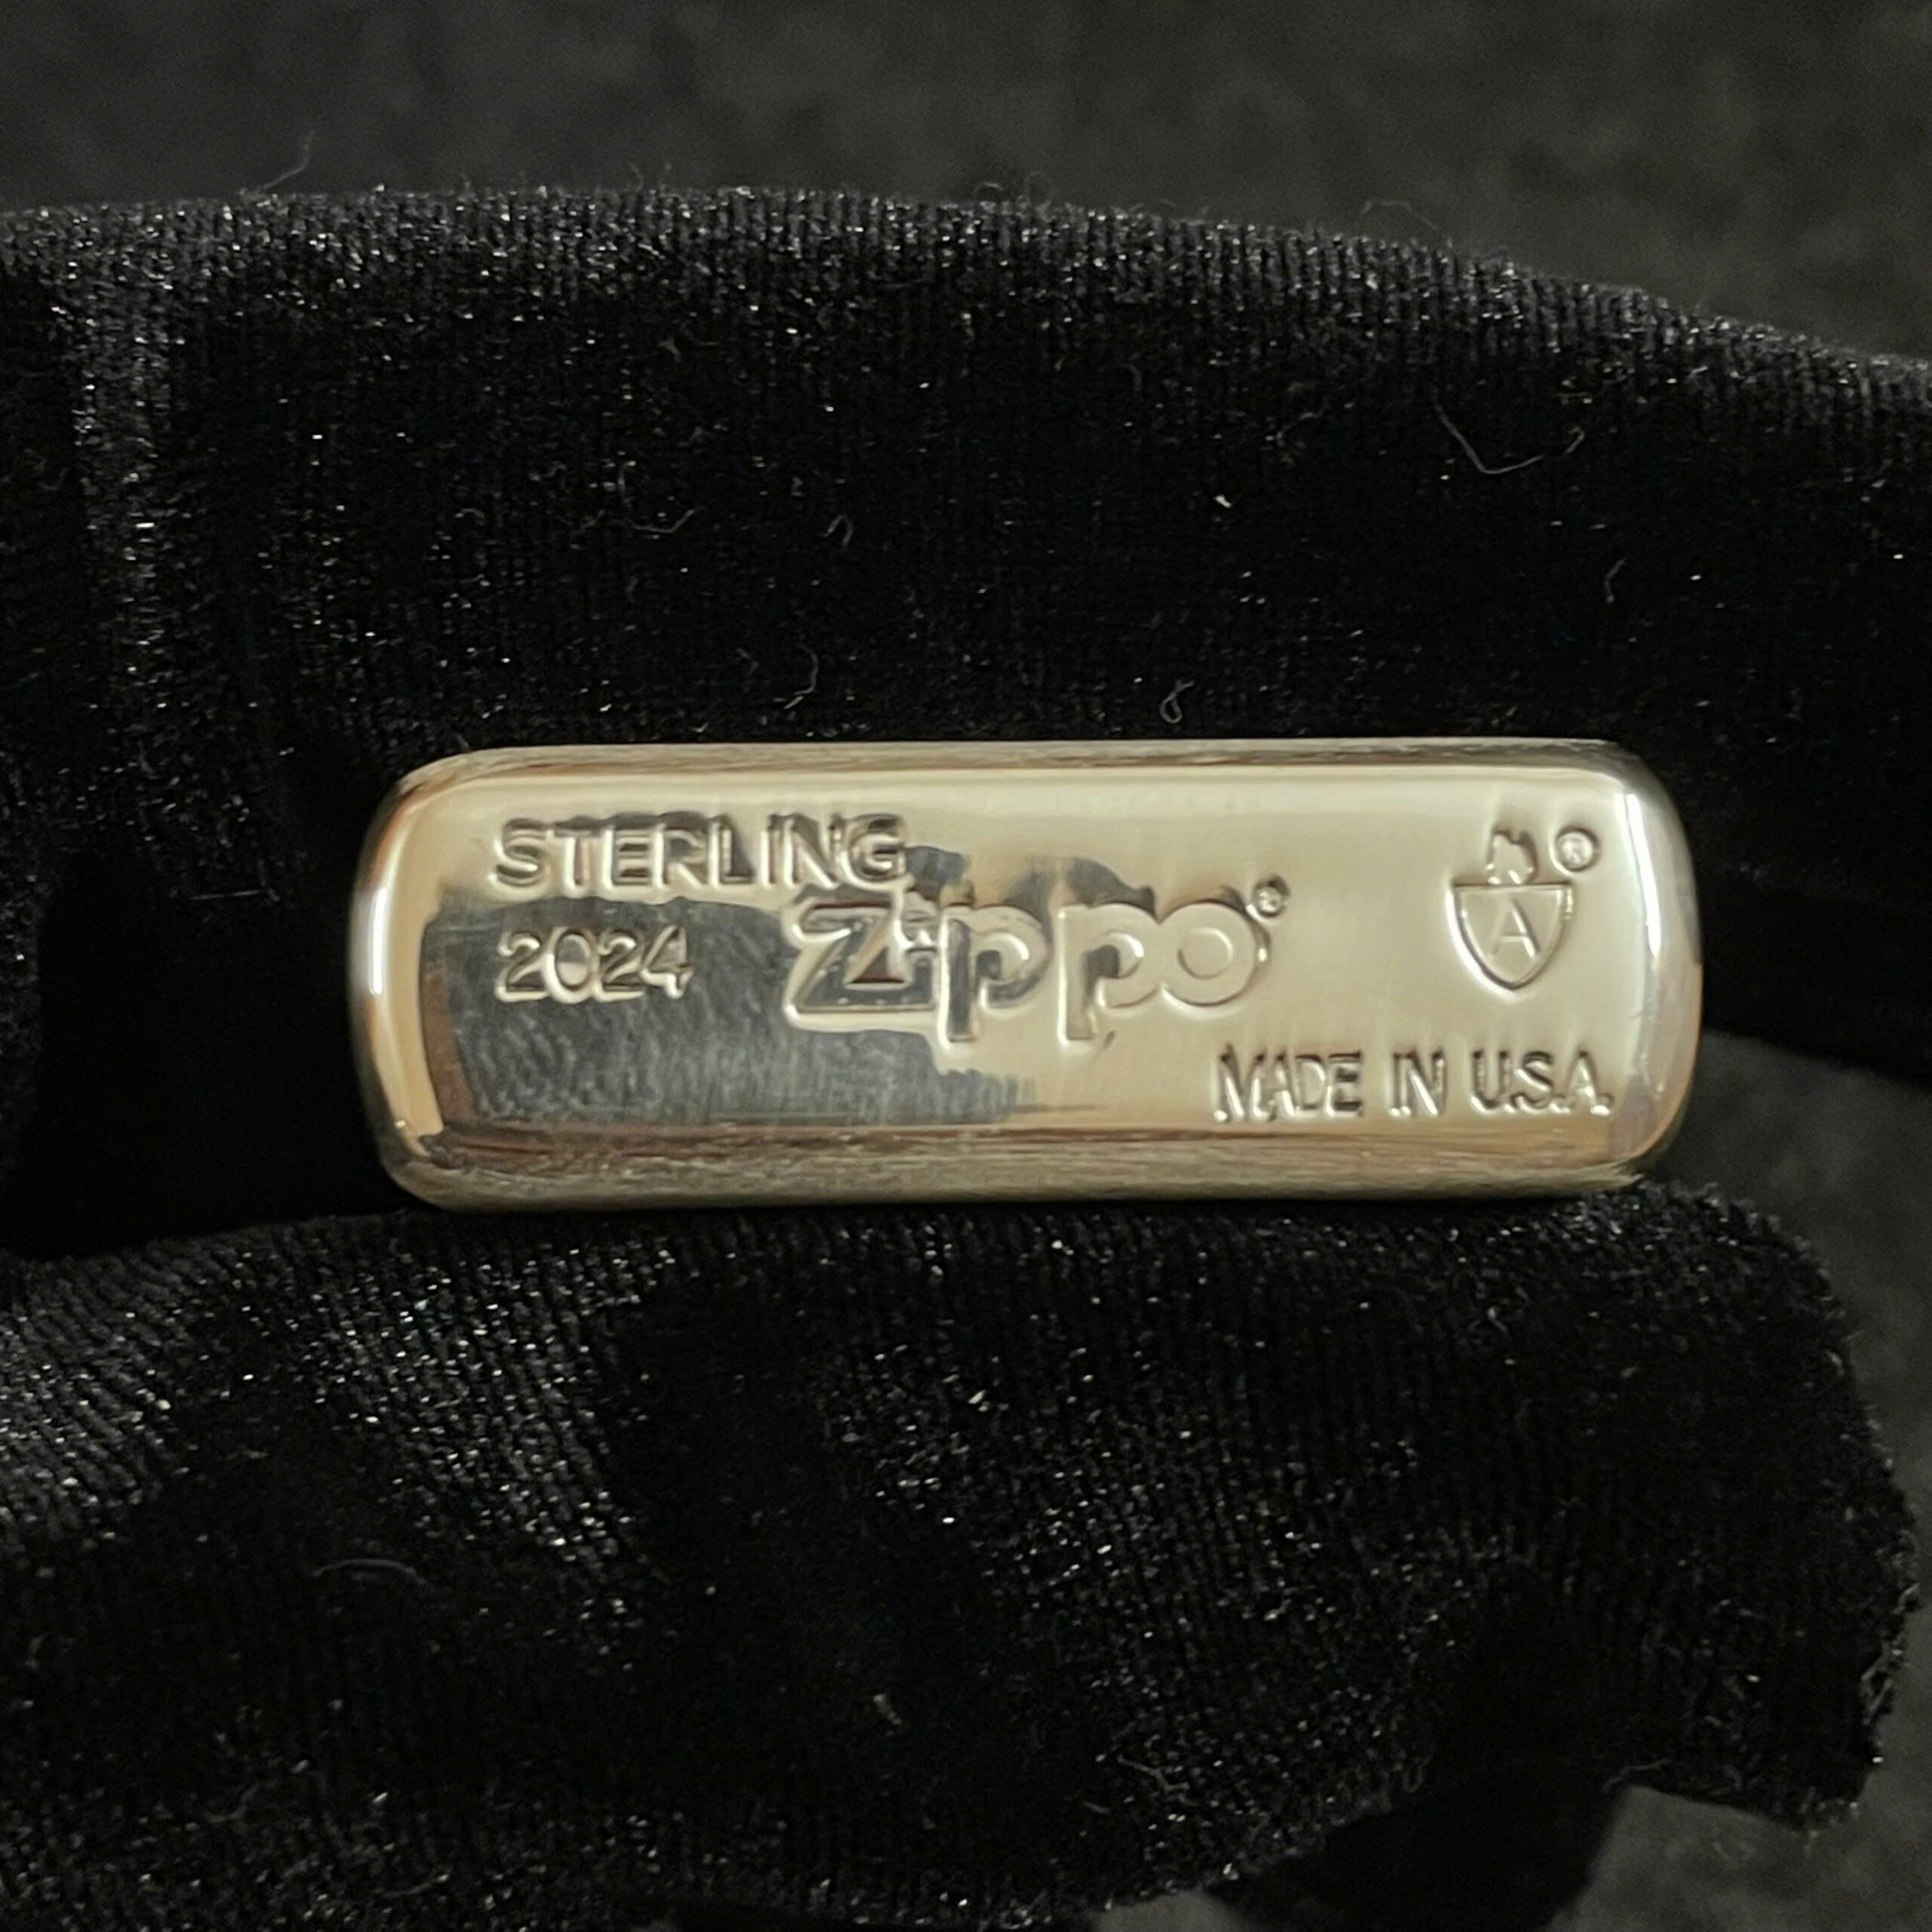 STERLING
2024 Zippo®
A ®
MADE IN U.S.A.